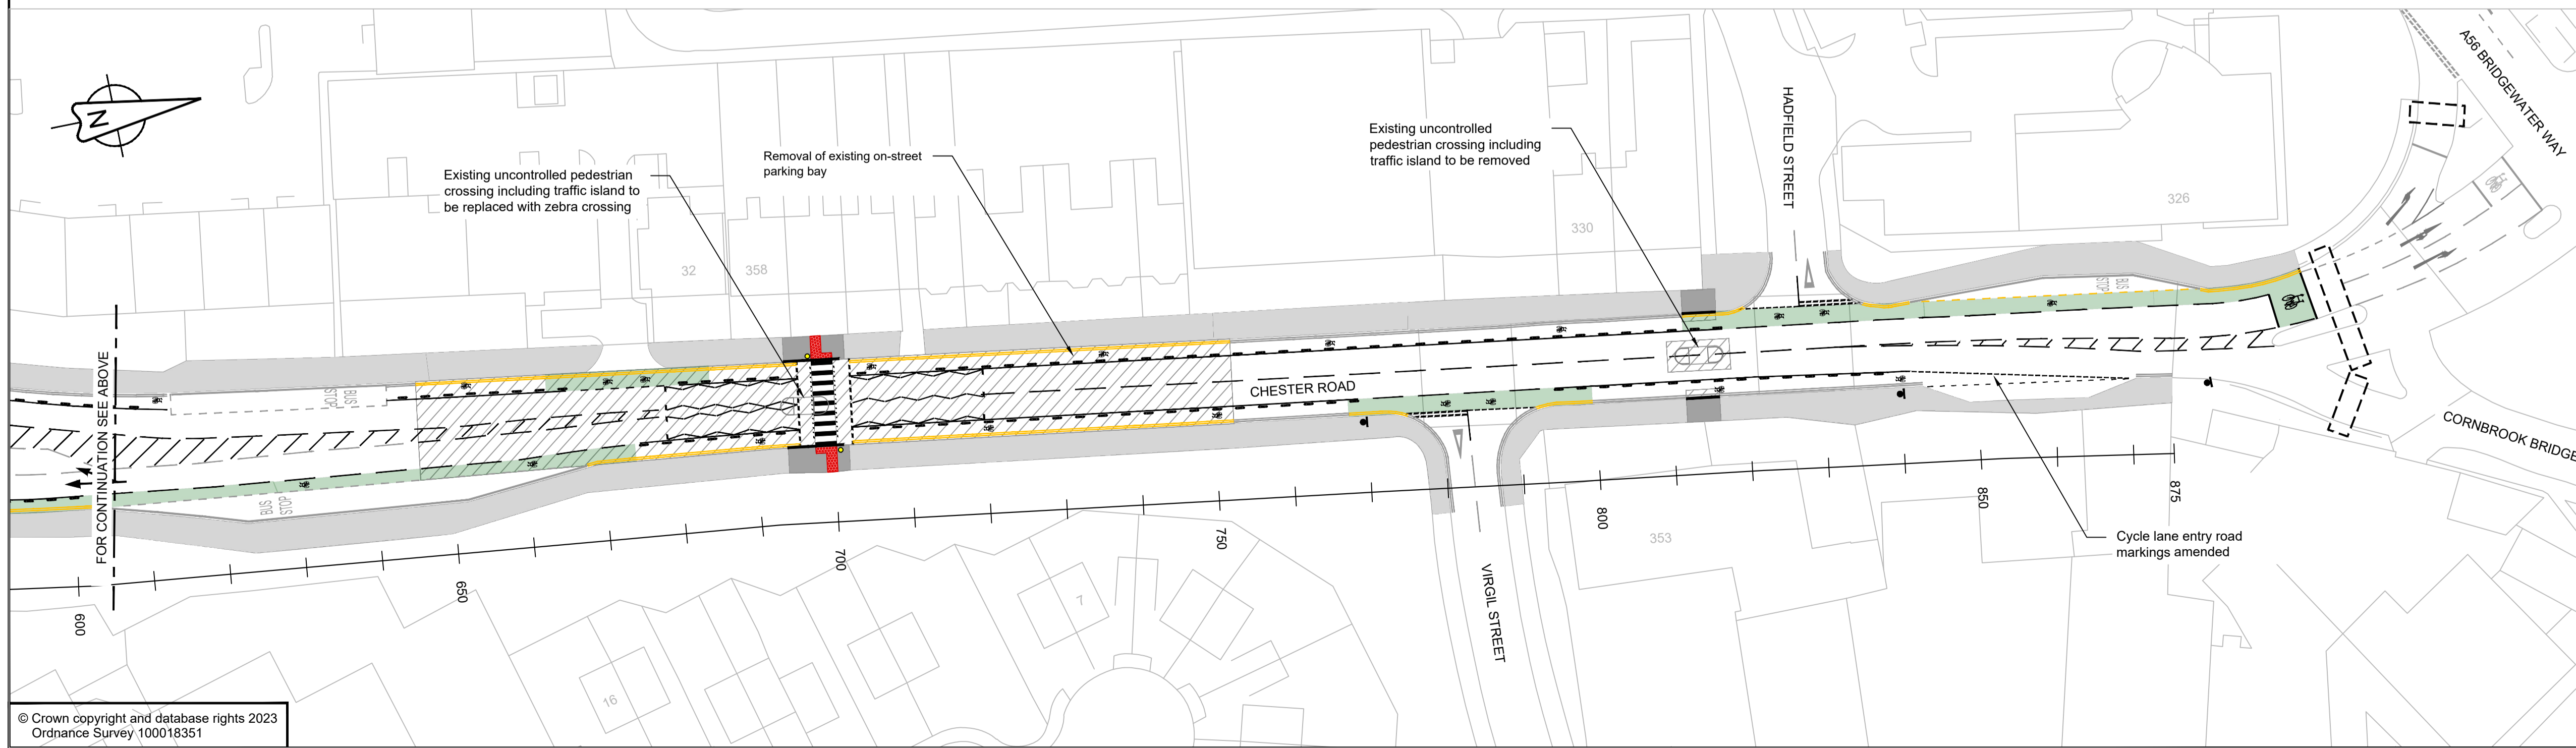 A56 BRIDGEWATER WAY
HADFIELD STREET
Existing uncontrolled
pedestrian crossing including
traffic island to be removed
Removal of existing on-street
parking bay
Existing uncontrolled pedestrian
crossing including traffic island to
be replaced with zebra crossing
N
326
330
32
358
BUS
STOP
BUS
STOP
BUS
STOP
FOR CONTINUATION SEE ABOVE
CHESTER ROAD
CORNBROOK BRIDGE
600
650
700
750
800
850
875
353
7
16
VIRGIL STREET
Cycle lane entry road
markings amended
© Crown copyright and database rights 2023
Ordnance Survey 100018351